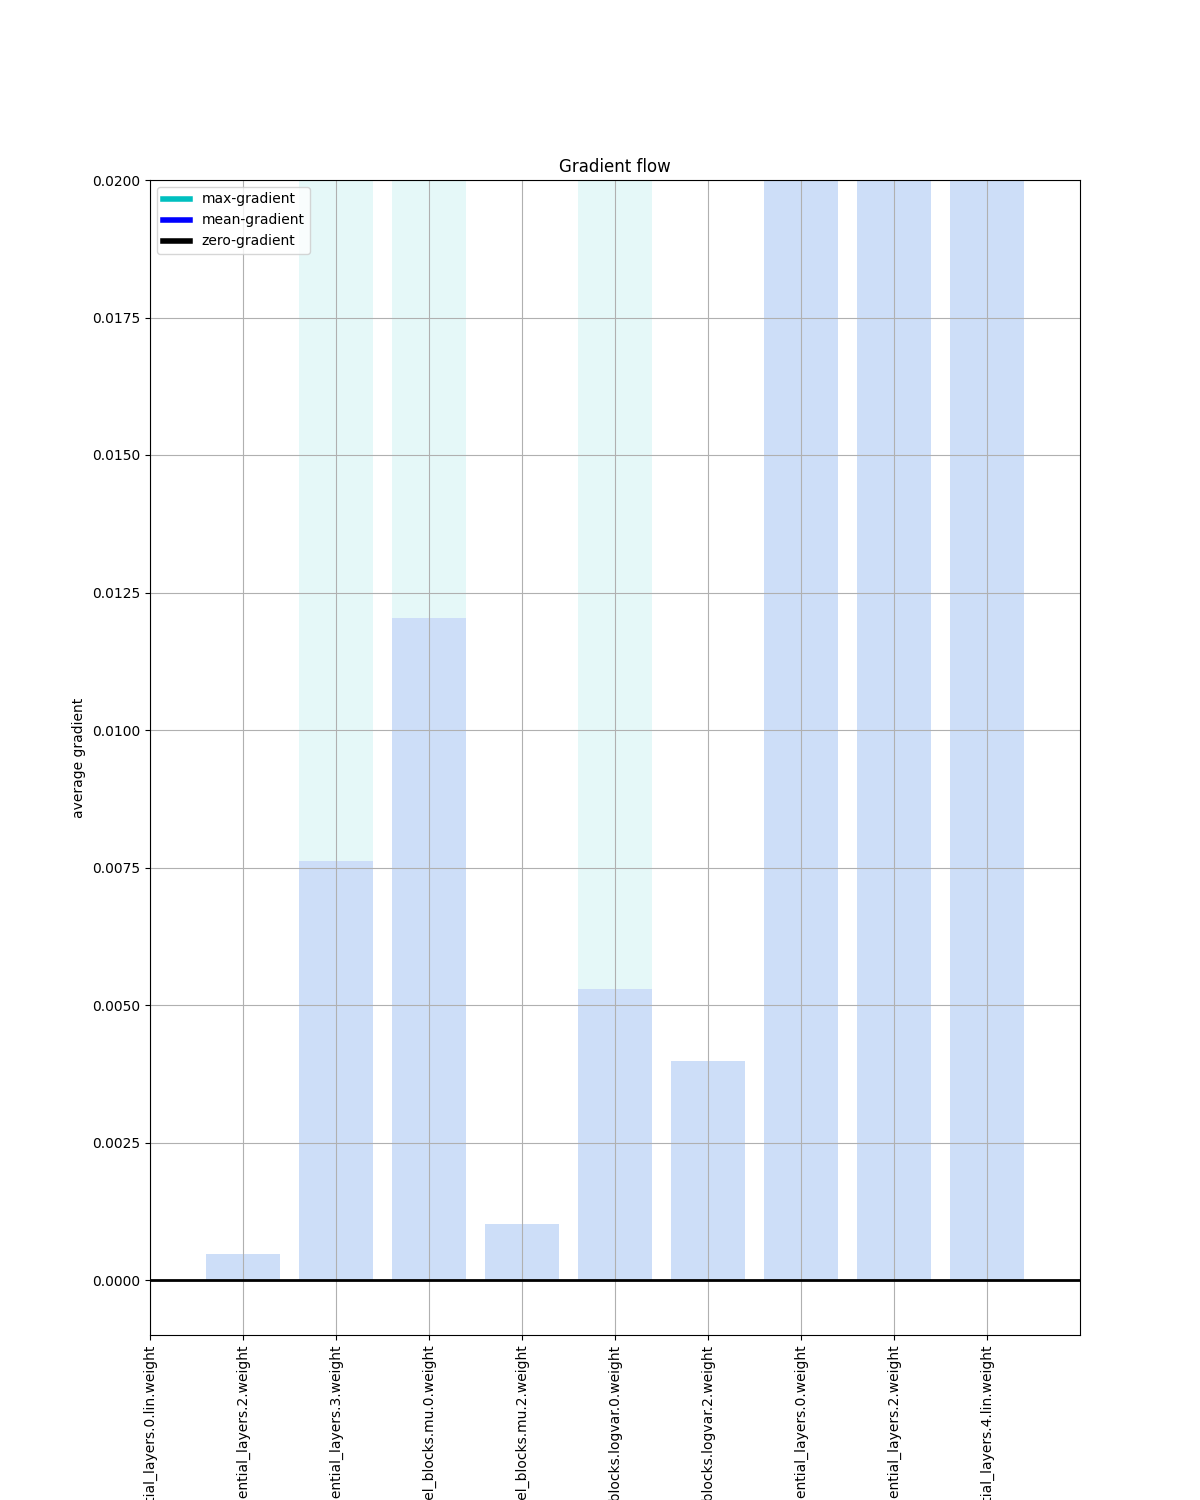 Gradient flow
max-gradient
mean-gradient
zero-gradient
0.0200
0.0175
0.0150
0.0125
0.0100
0.0075
0.0050
0.0025
0.0000
average gradient
tial_layers.0.lin.weight
ential_layers.2.weight
ential_layers.3.weight
el_blocks.mu.0.weight
el_blocks.mu.2.weight
blocks.logvar.0.weight
blocks.logvar.2.weight
ential_layers.0.weight
ential_layers.2.weight
tial_layers.4.lin.weight